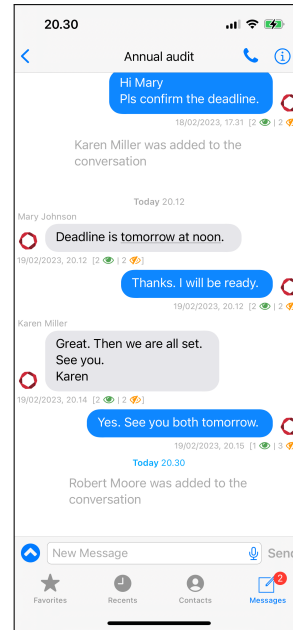 20.30
Annual audit
Hi Mary
Pls confirm the deadline.
18/02/2023, 17.31 [2 | 2
Karen Miller was added to the
conversation
Today 20.12
Mary Johnson
Deadline is tomorrow at noon.
19/02/2023, 20.12 [2 | 2 ]
Thanks. I will be ready.
19/02/2023, 20.12 [2 | 2
Karen Miller
Great. Then we are all set.
See you.
Karen
19/02/2023, 20.14 [2 | 2 ]
Yes. See you both tomorrow.
19/02/2023, 20.15 [1 | 3
Today 20.30
Robert Moore was added to the
conversation
New Message
Send
2
Favorites
Recents
Contacts
Messages